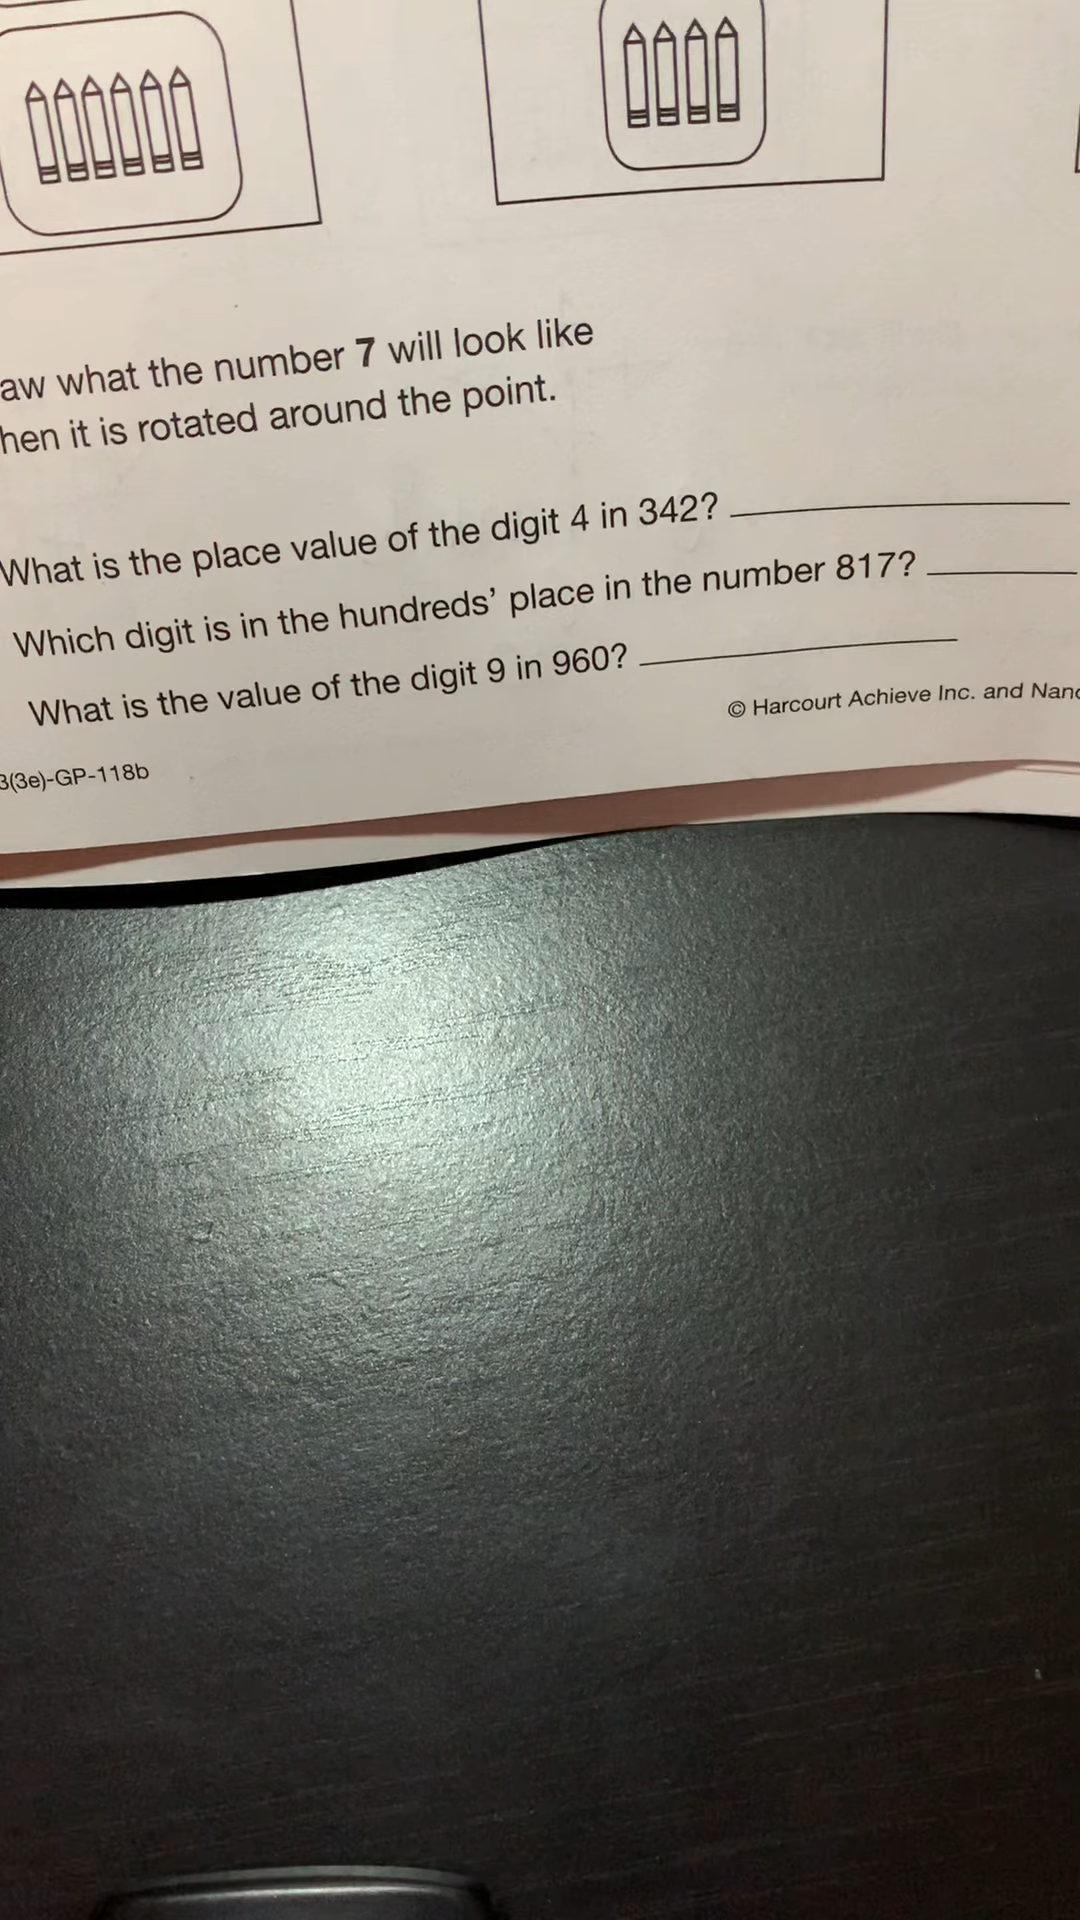 aw what the number 7 will look like
hen it is rotated around the point.
What is the place value of the digit 4 in 342?
Which digit is in the hundreds’ place in the number 817?
What is the value of the digit 9 in 960?
© Harcourt Achieve Inc. and Nanc
3(3e)-GP-118b